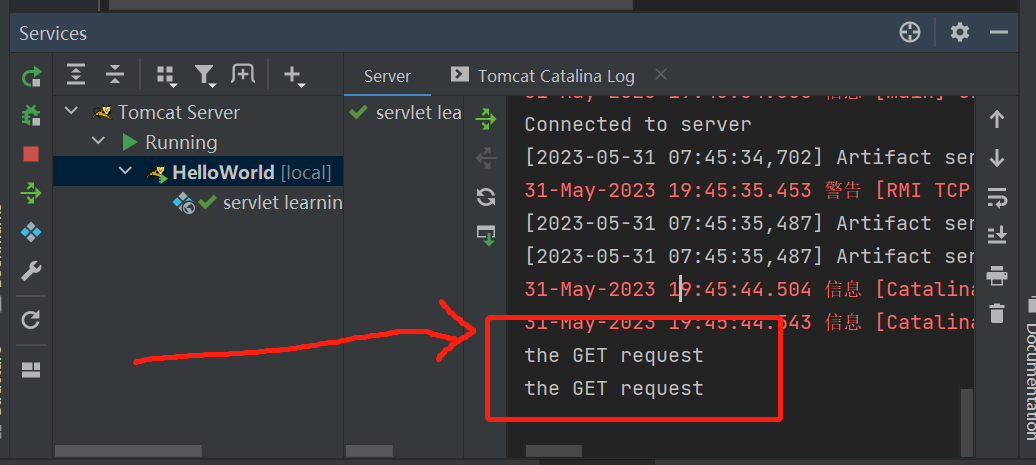 Services
Server
Tomcat Catalina Log
Tomcat Server
Running
HelloWorld [local]
servlet learnin
servlet lea
Connected to server
[2023-05-31 07:45:34,702] Artifact ser
31-May-2023 19:45:35.453 警告 [RMI TCP
[2023-05-31 07:45:35,487] Artifact ser
[2023-05-31 07:45:35,487] Artifact ser
31-May-2023 19:45:44.504 信息 [Catalina
31-May-2023 19:45:44.543 信息 [Catalina
the GET request
the GET request
Documentation